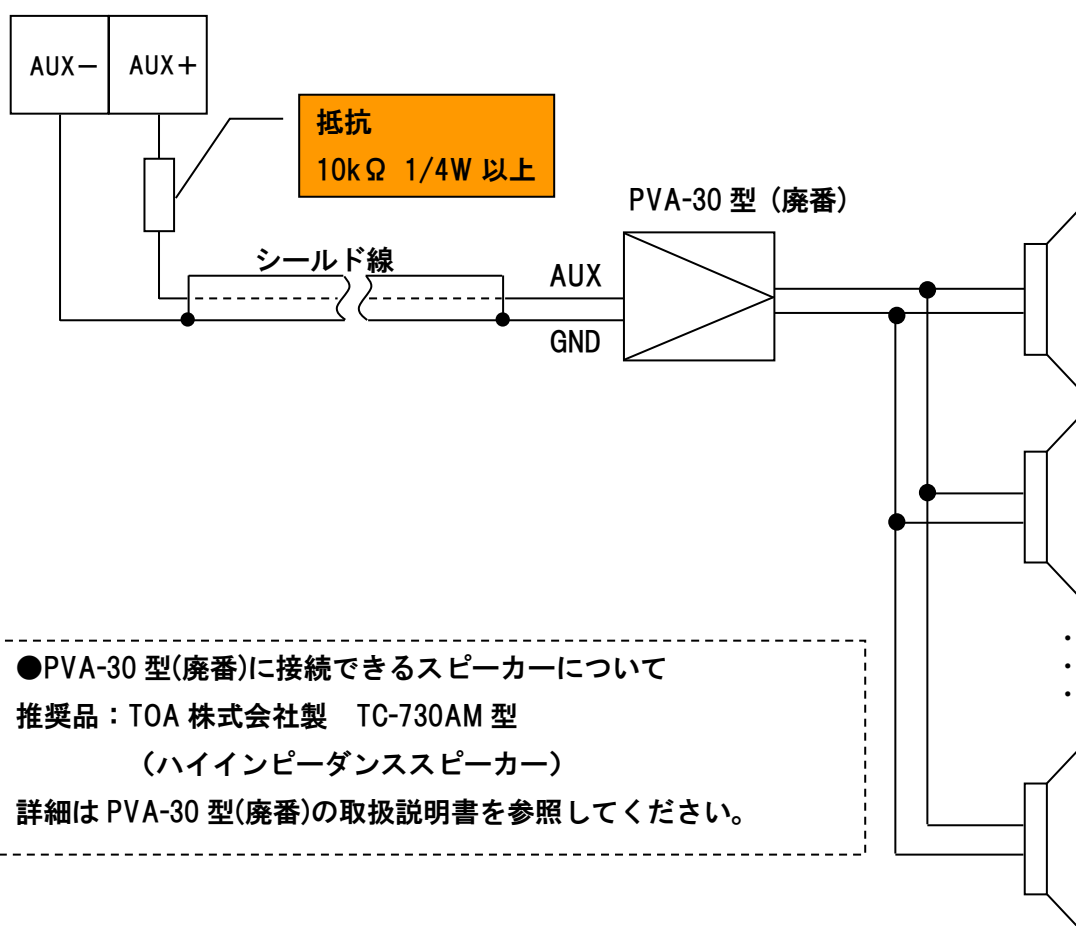 AUX－ AUX＋
抵抗
10kΩ 1/4W 以上
PVA-30 型（廃番）
シールド線
AUX
GND
●PVA-30 型(廃番)に接続できるスピーカーについて
推奨品：TOA 株式会社製　TC-730AM 型
（ハイインピーダンススピーカー）
詳細は PVA-30 型(廃番)の取扱説明書を参照してください。